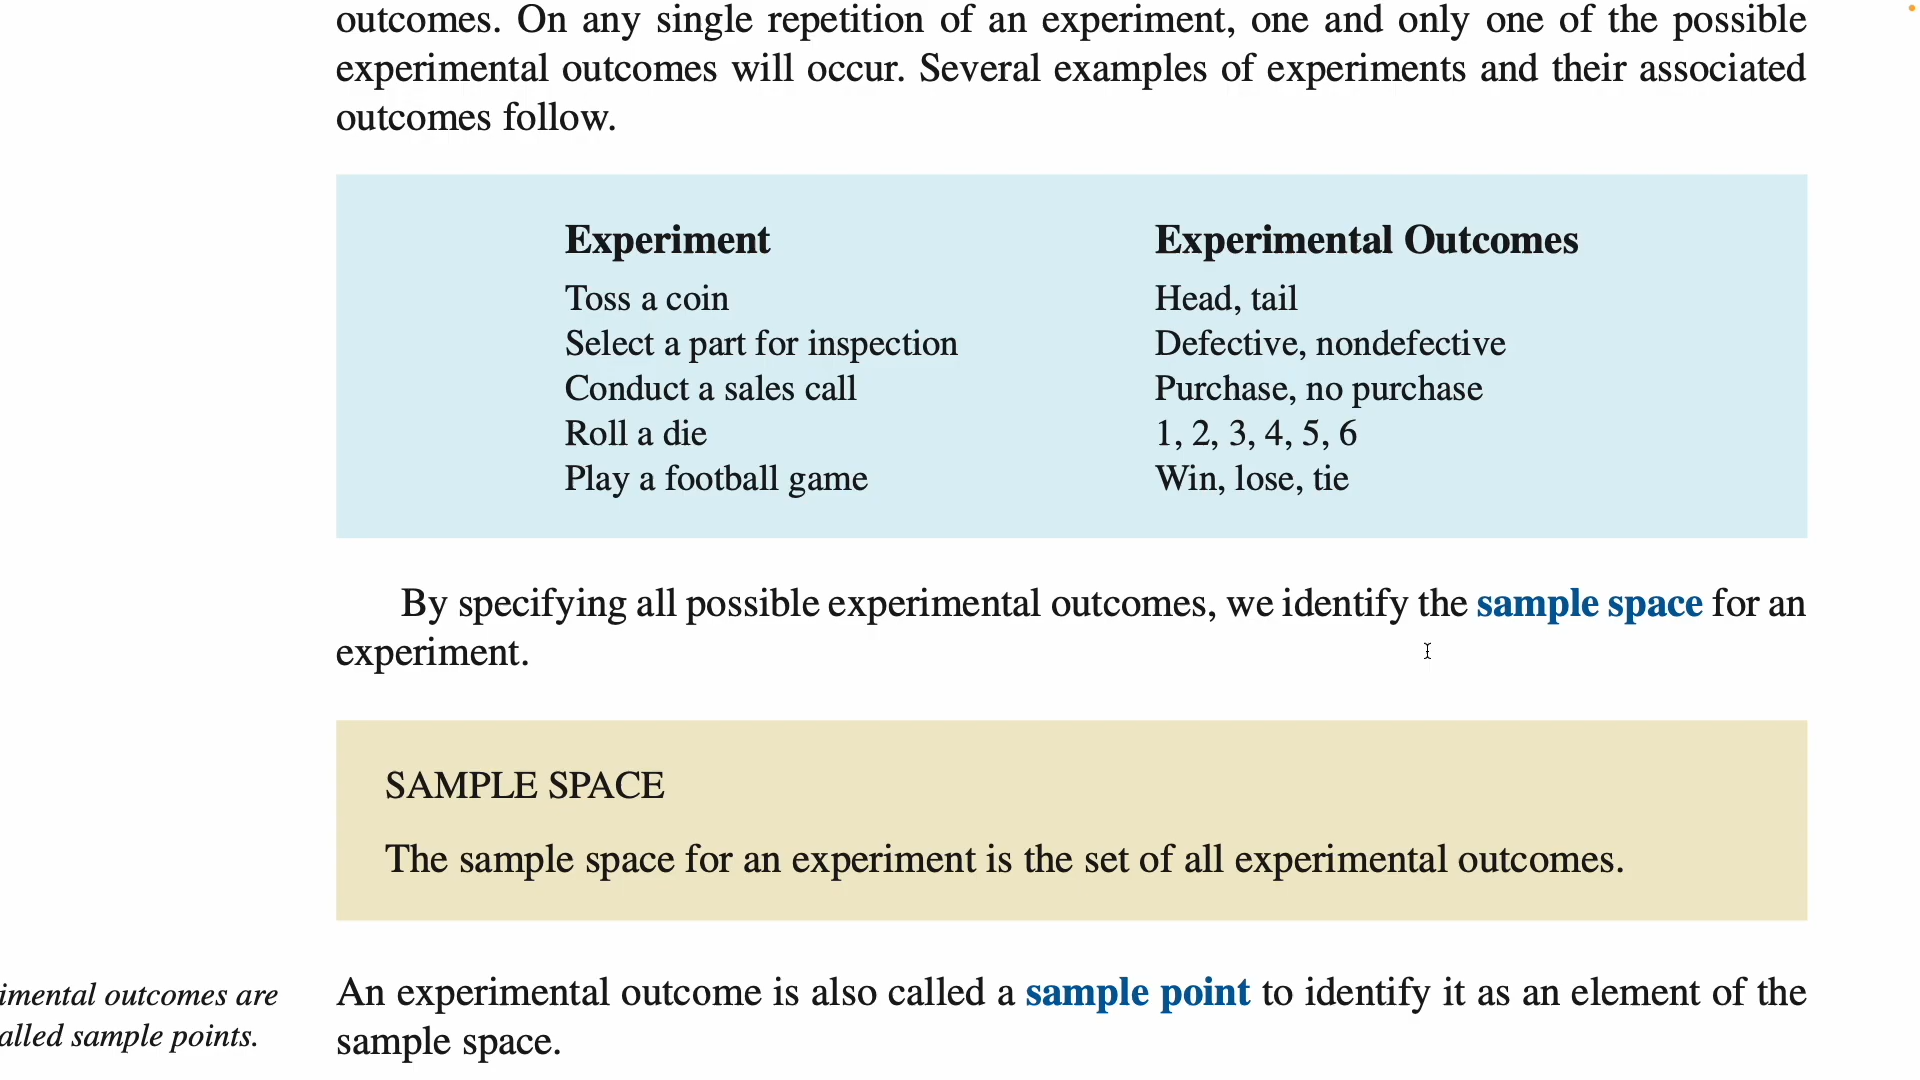 outcomes. On any single repetition of an experiment, one and only one of the possible
experimental outcomes will occur. Several examples of experiments and their associated
outcomes follow.
Experiment Experimental Outcomes
Toss a coin Head, tail
Select a part for inspection Defective, nondefective
Conduct a sales call Purchase, no purchase
Roll a die 1, 2, 3, 4, 5, 6
Play a football game Win, lose, tie
By specifying all possible experimental outcomes, we identify the sample space for an
experiment.
SAMPLE SPACE
The sample space for an experiment is the set of all experimental outcomes.
imental outcomes are
alled sample points.
An experimental outcome is also called a sample point to identify it as an element of the
sample space.